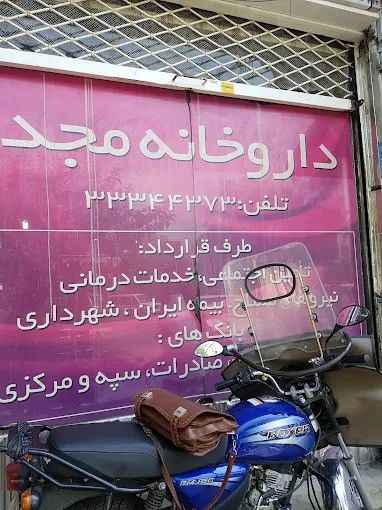 داروخانه مجد
تلفن: ۳۳۳۴۴۳۷۳
طرف قرارداد:
تأمین اجتماعی، خدمات درمانی
نیروهای مسلح، بیمه ایران ، شهرداری
بانک های :
صادرات، سپه و مرکزی
BOXER